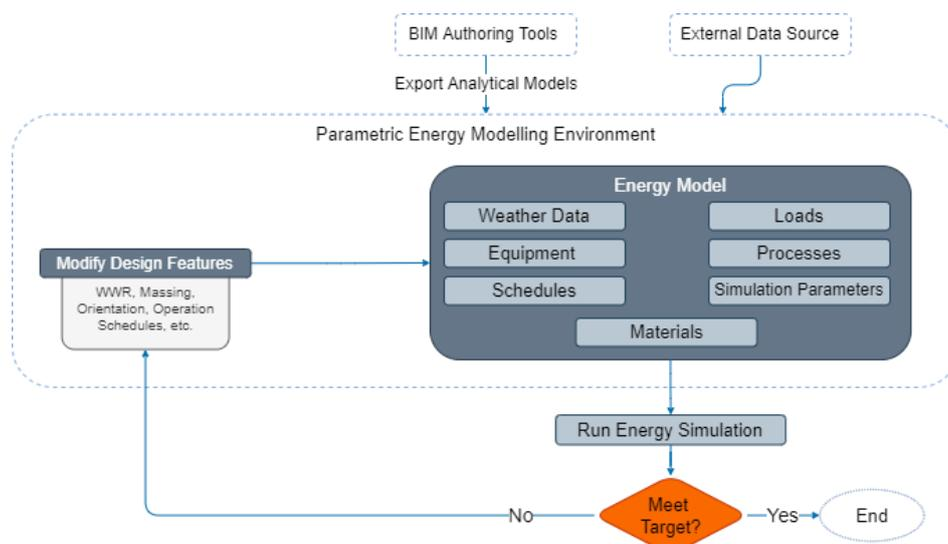 BIM Authoring Tools
External Data Source
Export Analytical Models
Parametric Energy Modelling Environment
Energy Model
Weather Data
Loads
Equipment
Processes
Schedules
Simulation Parameters
Materials
Modify Design Features
WWR, Massing,
Orientation, Operation
Schedules, etc.
Run Energy Simulation
Meet
Target?
No
Yes
End